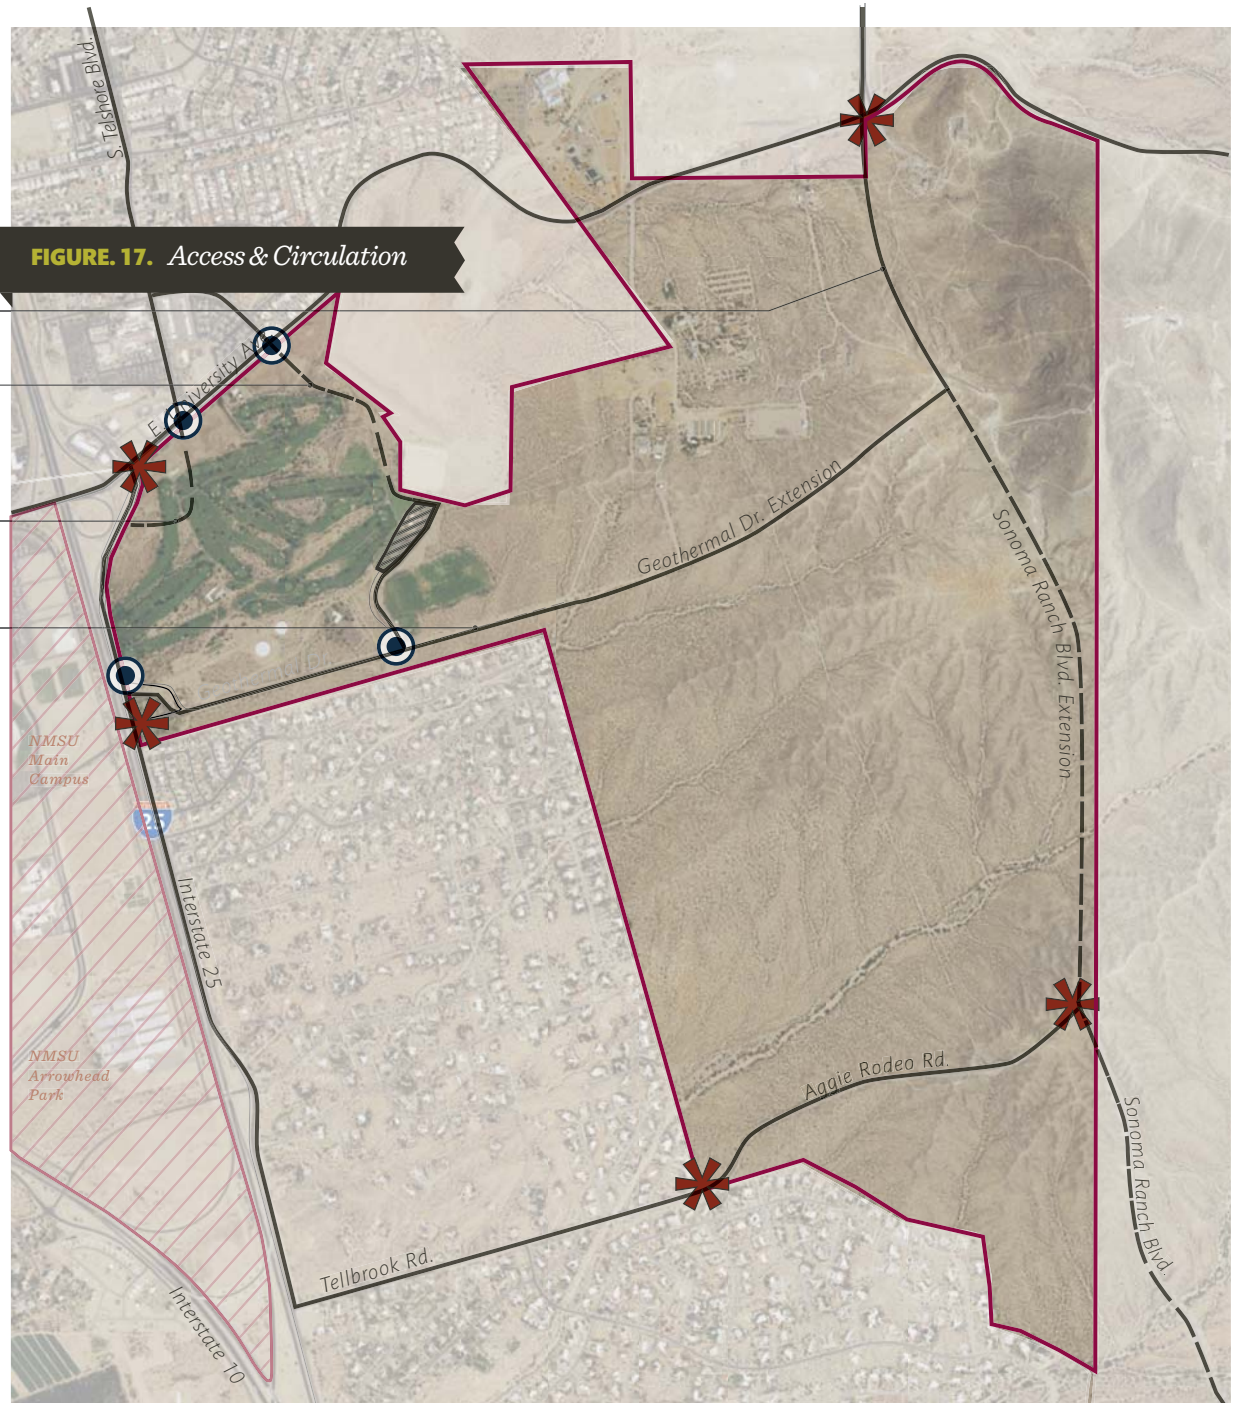 S. Telshore Blvd.
FIGURE. 17. Access & Circulation
E. University Av
Geothermal Dr. Extension
Sonoma Ranch Blvd. Extension
NMSU
Main
Campus
25
Interstate 25
NMSU
Arrowhead
Park
Aggie Rodeo Rd.
Sonoma Ranch Blvd.
Tellbrook Rd.
Interstate 10